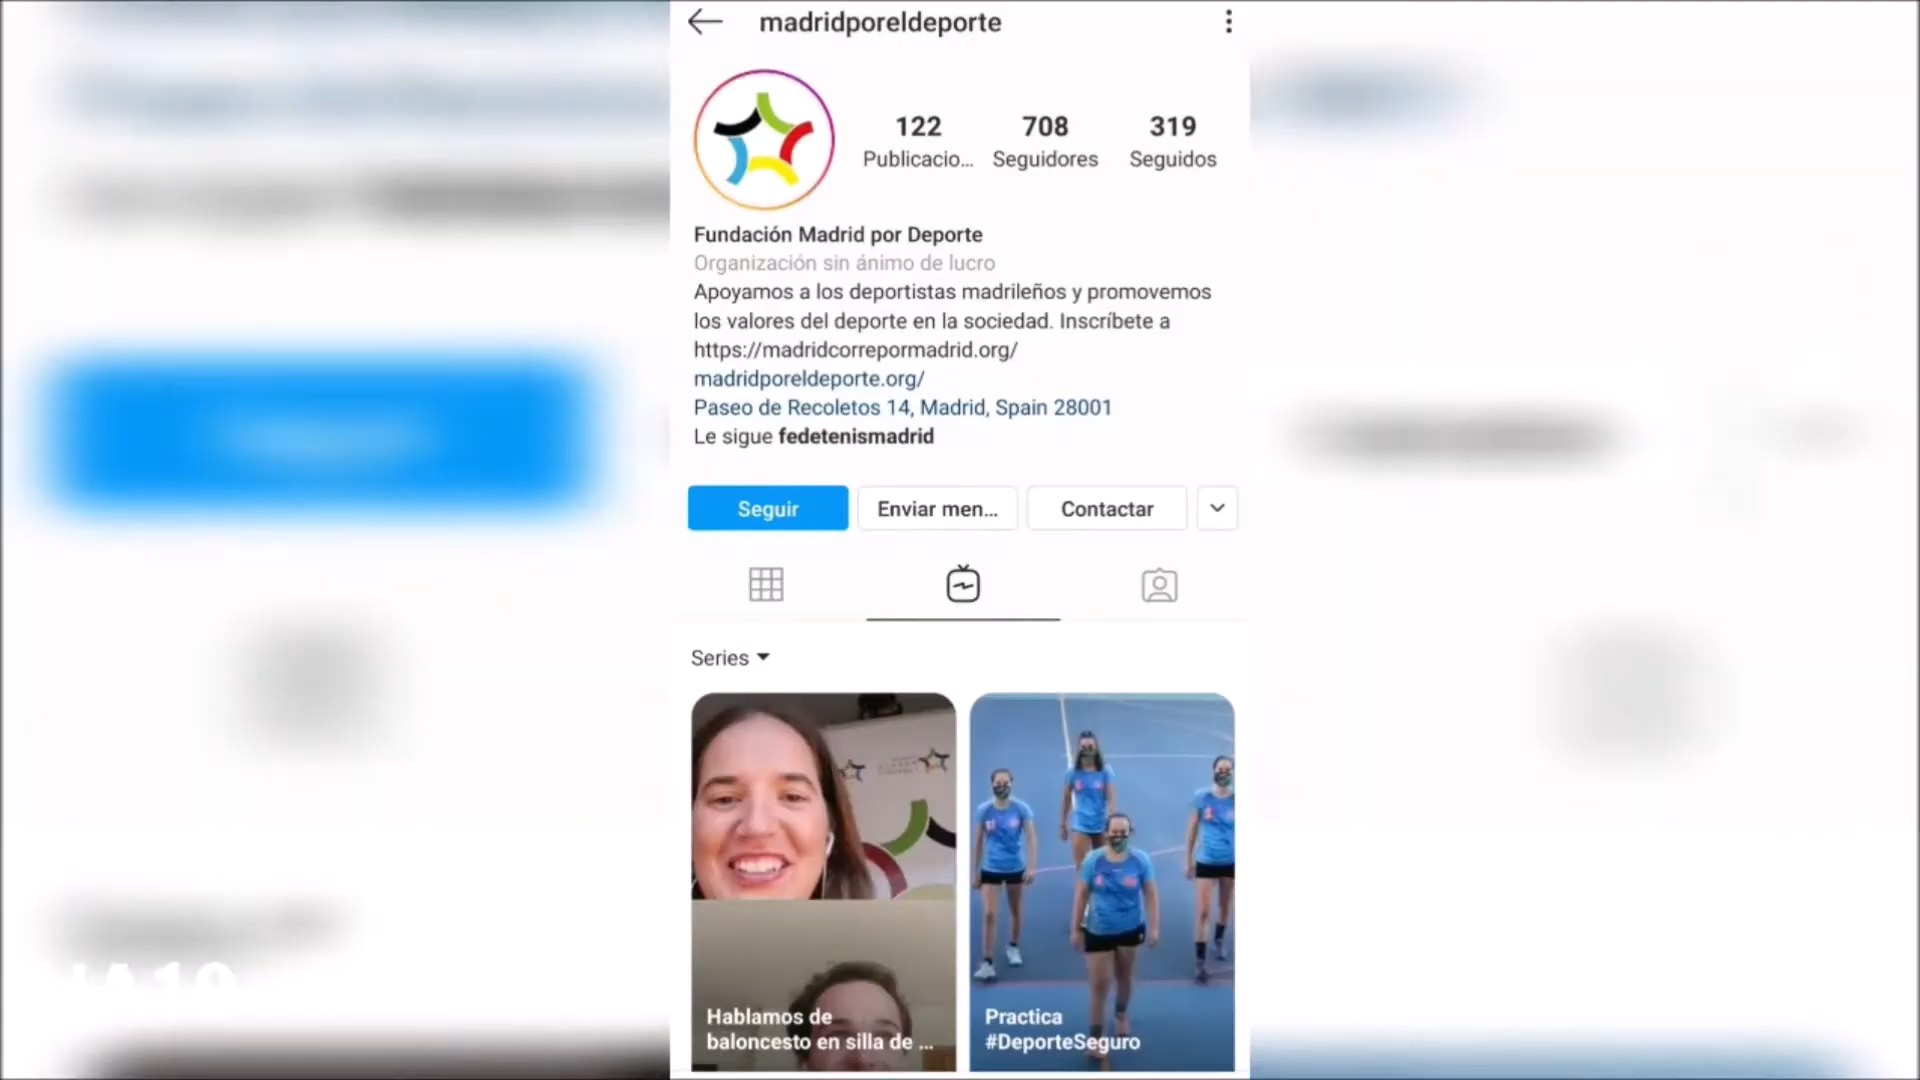 madridporeldeporte
122
708
319
Publicacio...
Seguidores
Seguidos
Fundación Madrid por Deporte
Organización sin ánimo de lucro
Apoyamos a los deportistas madrileños y promovemos
los valores del deporte en la sociedad. Inscríbete a
https://madridcorrepormadrid.org/
madridporeldeporte.org/
Paseo de Recoletos 14, Madrid, Spain 28001
Le sigue fedetenismadrid
Seguir
Enviar men...
Contactar
Series
Hablamos de
baloncesto en silla de ...
Practica
#DeporteSeguro